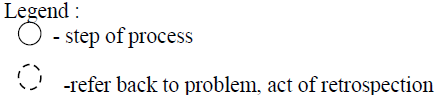 Legend :
- step of process
-refer back to problem, act of retrospection